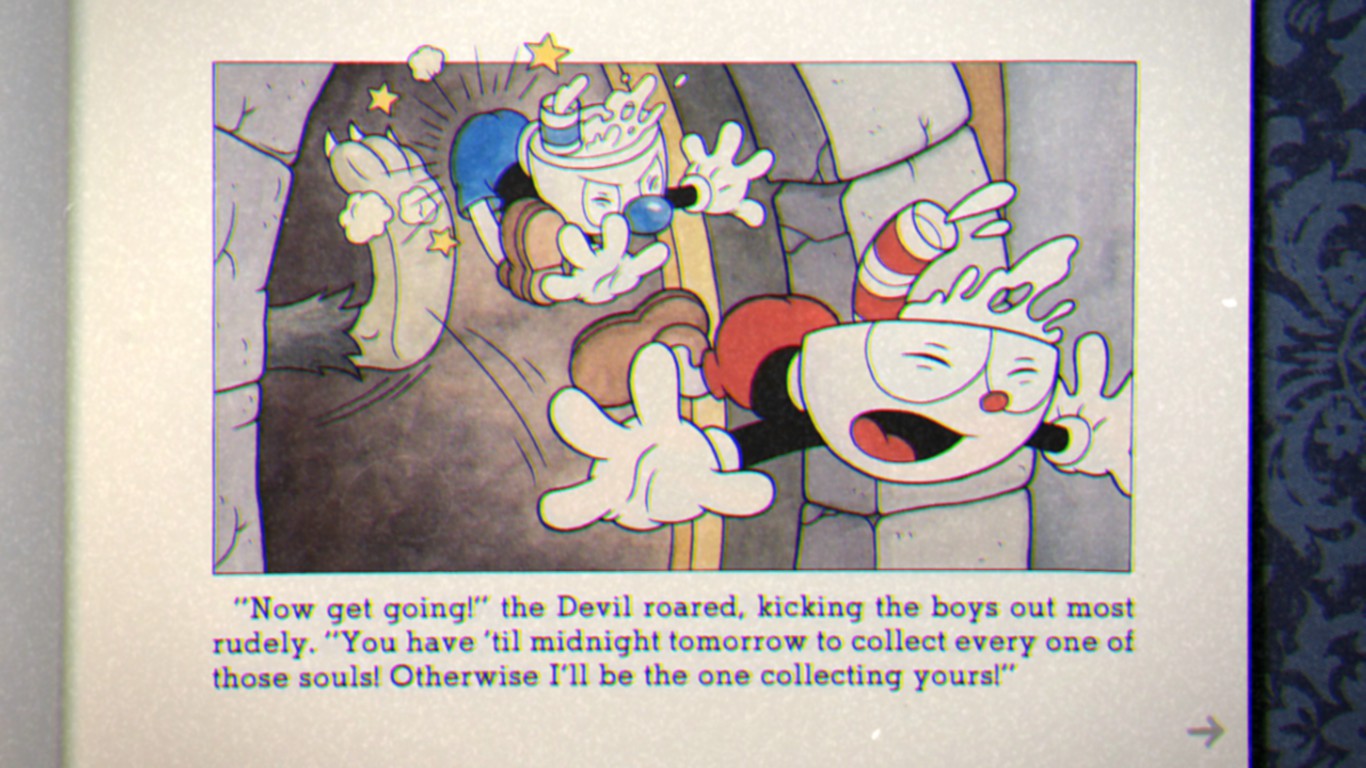 “Now get going!“ the Devil roared, kicking the boys out most
rudely. “You have ’til midnight tomorrow to collect every one of
those souls! Otherwise I’ll be the one collecting yours!“